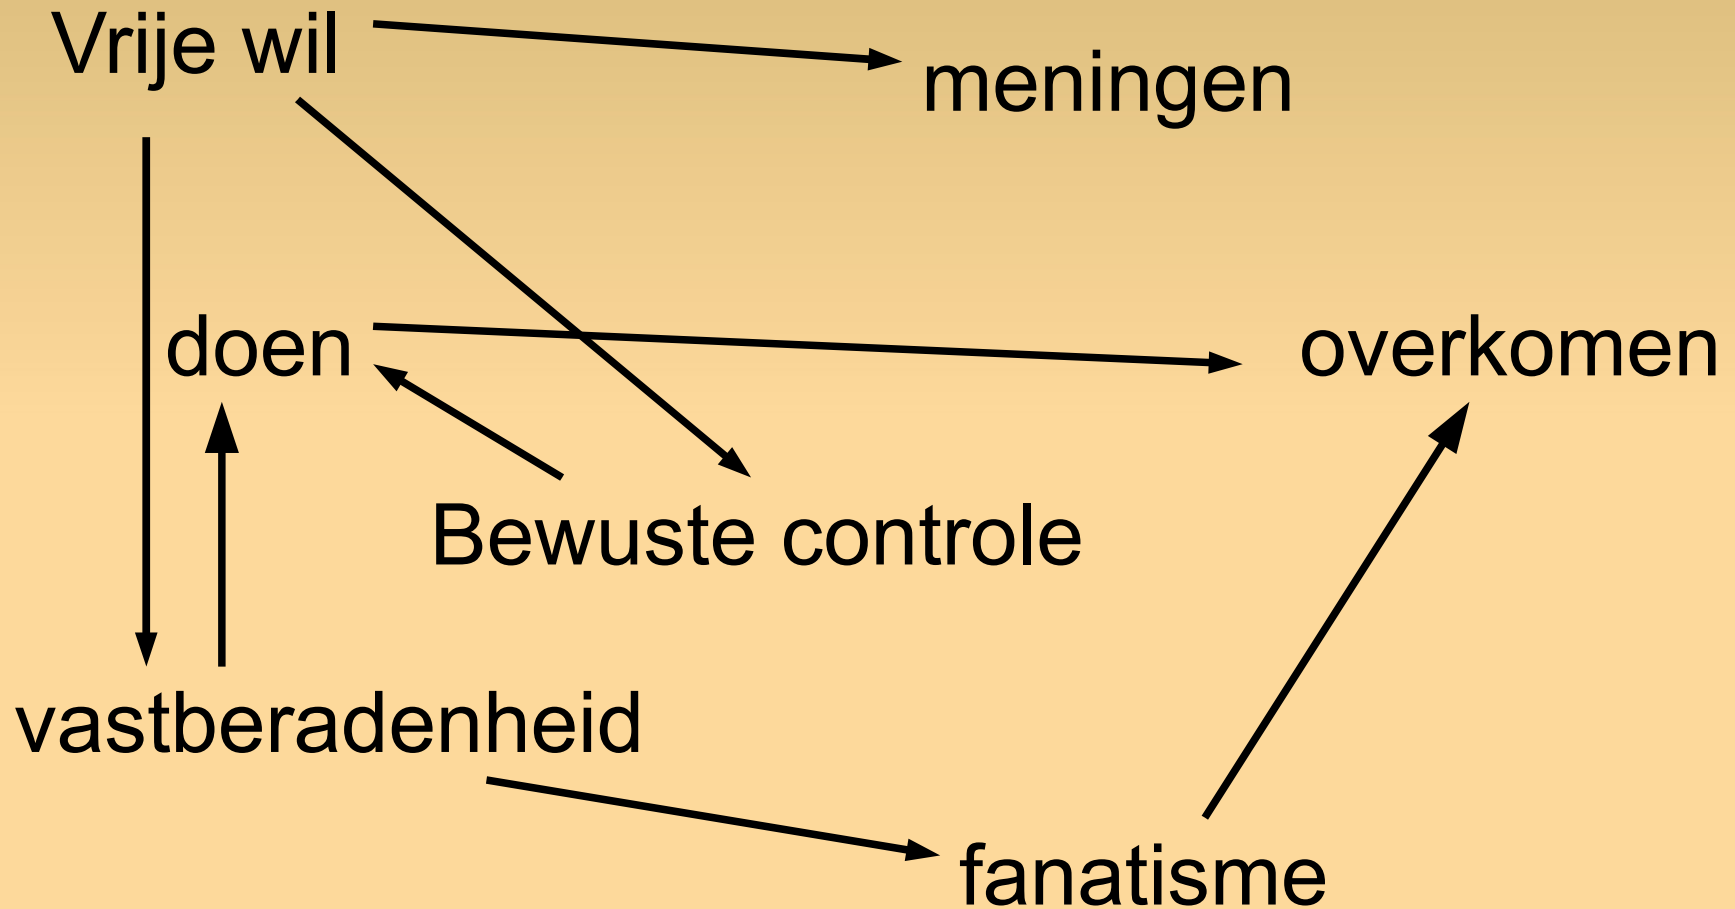 Vrije wil
meningen
doen
overkomen
Bewuste controle
vastberadenheid
fanatisme